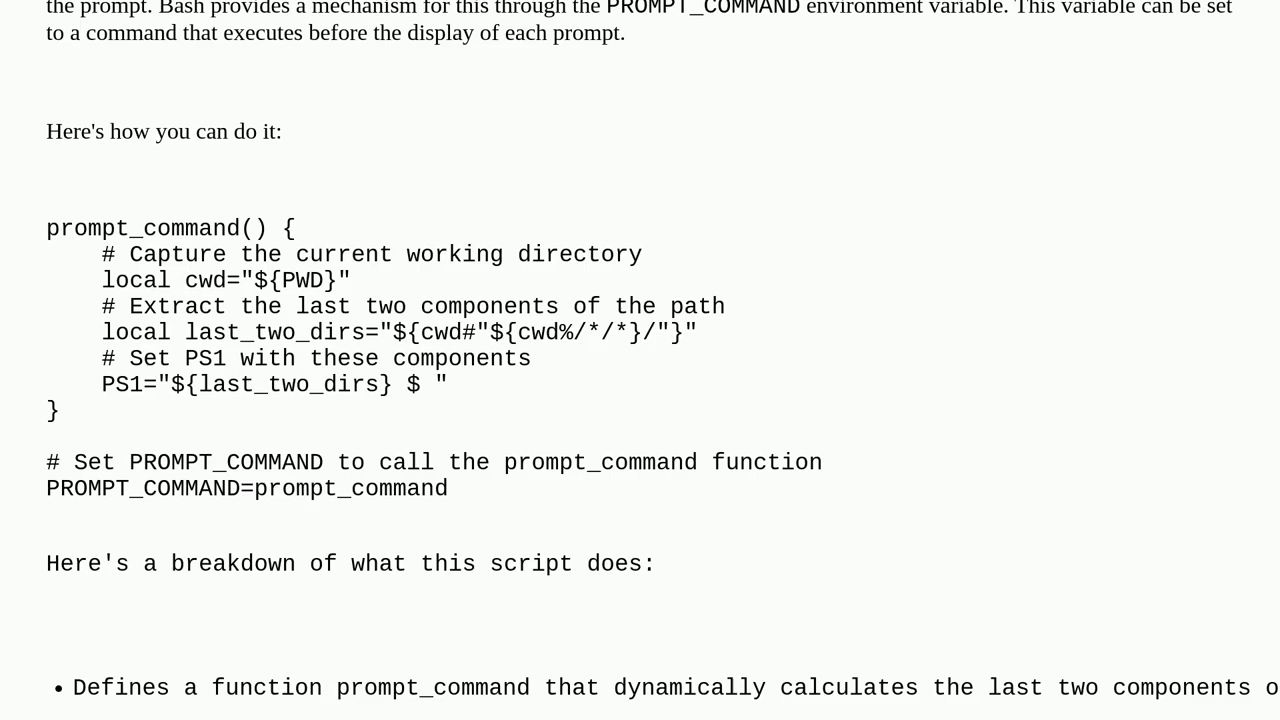 the prompt. Bash provides a mechanism for this through the PROMPT_COMMAND environment variable. This variable can be set
to a command that executes before the display of each prompt.
Here's how you can do it:
prompt_command() {
    # Capture the current working directory
    local cwd="${PWD}"
    # Extract the last two components of the path
    local last_two_dirs="${cwd#"${cwd%/*/*}/"}"
    # Set PS1 with these components
    PS1="${last_two_dirs} $ "
}
# Set PROMPT_COMMAND to call the prompt_command function
PROMPT_COMMAND=prompt_command
Here's a breakdown of what this script does:
• Defines a function prompt_command that dynamically calculates the last two components o